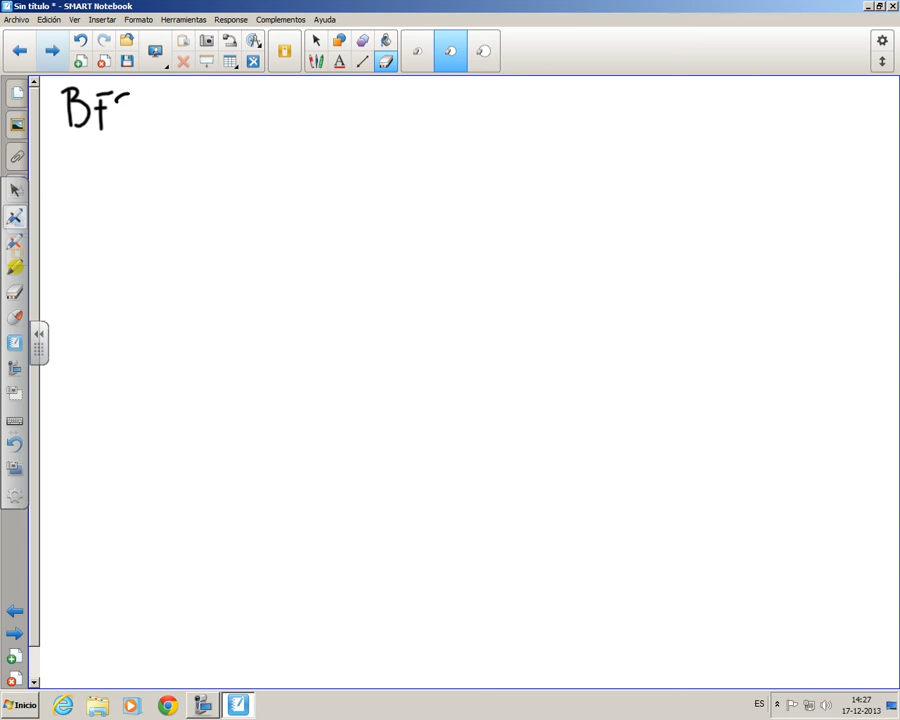 Sin título * - SMART Notebook
Archivo Edición Ver Insertar Formato Herramientas Response Complementos Ayuda
BF
Inicio
ES
14:27
17-12-2013